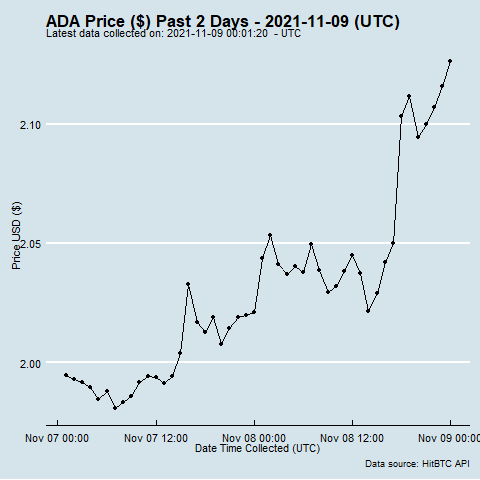 ADA Price ($) Past 2 Days - 2021-11-09 (UTC)
Latest data collected on: 2021-11-09 00:01:20 - UTC
2.10
2.05
2.00
Price USD ($)
Nov 07 00:00 Nov 07 12:00 Nov 08 00:00 Nov 08 12:00 Nov 09 00:00
Date Time Collected (UTC)
Data source: HitBTC API